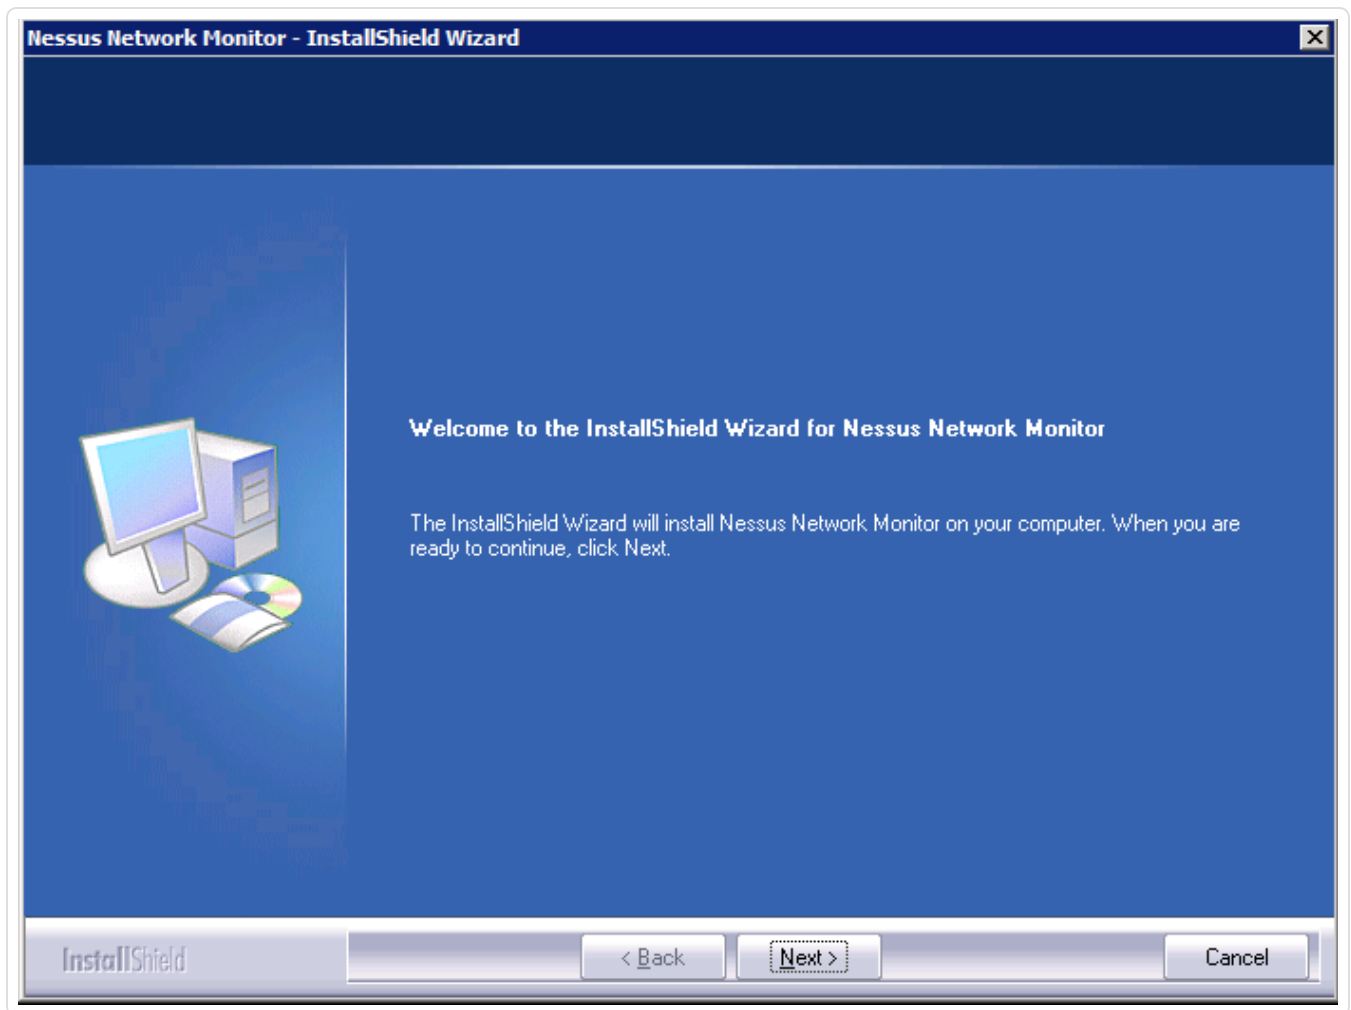 Nessus Network Monitor - InstallShield Wizard
Welcome to the InstallShield Wizard for Nessus Network Monitor
The InstallShield Wizard will install Nessus Network Monitor on your computer. When you are
ready to continue, click Next.
InstallShield
< Back
Next >
Cancel